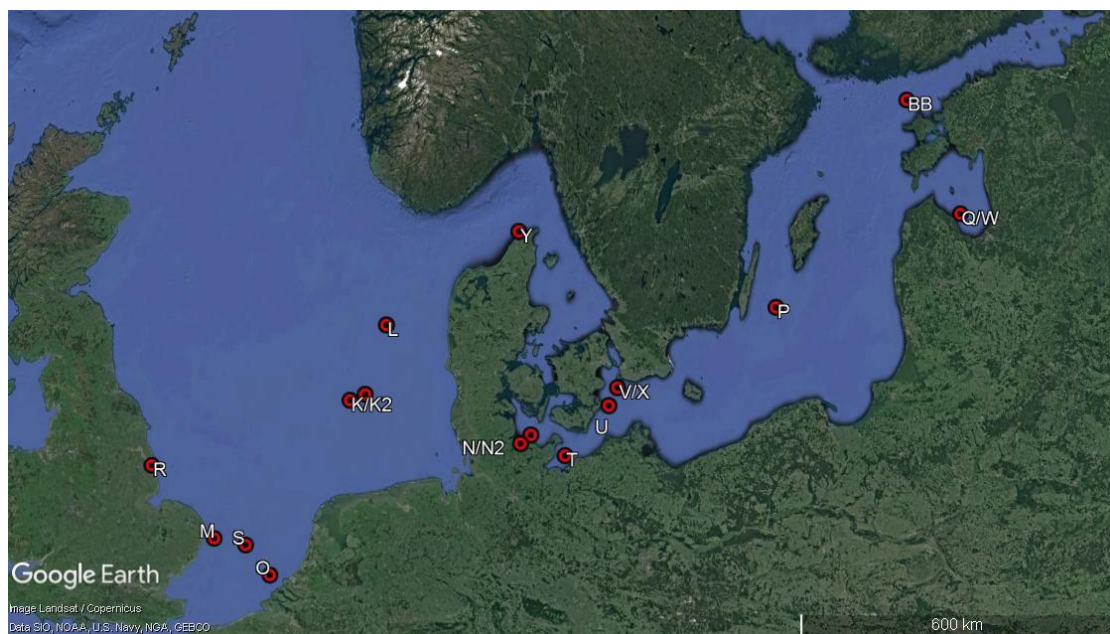 BB
Q/W
Y
P
L
V/X
K/K2
U
N/N2
T
R
M
S
O
Google Earth
Image Landsat / Copernicus
Data SIO, NOAA, U.S. Navy, NGA, GEBCO
600 km